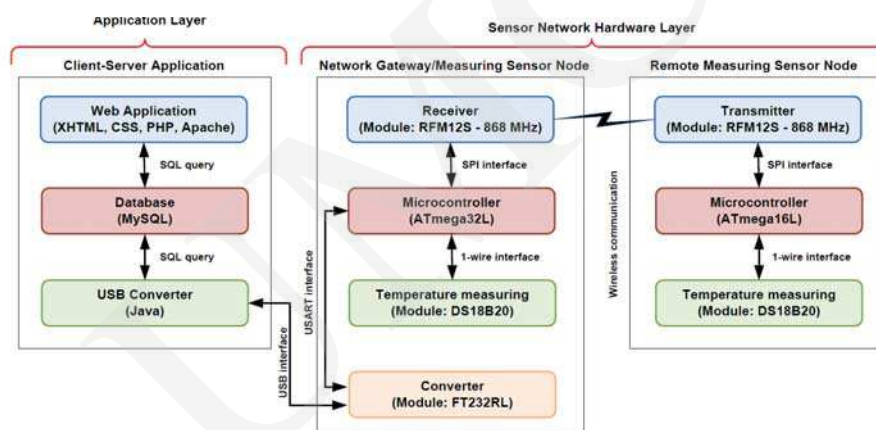 Application Layer
Sensor Network Hardware Layer
Client-Server Application
Network Gateway/Measuring Sensor Node
Remote Measuring Sensor Node
Web Application
(XHTML, CSS, PHP, Apache)
SQL query
Database
(MySQL)
SQL query
USB Converter
(Java)
USB interface
USART interface
Receiver
(Module: RFM12S - 868 MHz)
SPI interface
Microcontroller
(ATmega32L)
1-wire interface
Temperature measuring
(Module: DS18B20)
Converter
(Module: FT232RL)
Wireless communication
Transmitter
(Module: RFM12S - 868 MHz)
SPI interface
Microcontroller
(ATmega16L)
1-wire interface
Temperature measuring
(Module: DS18B20)